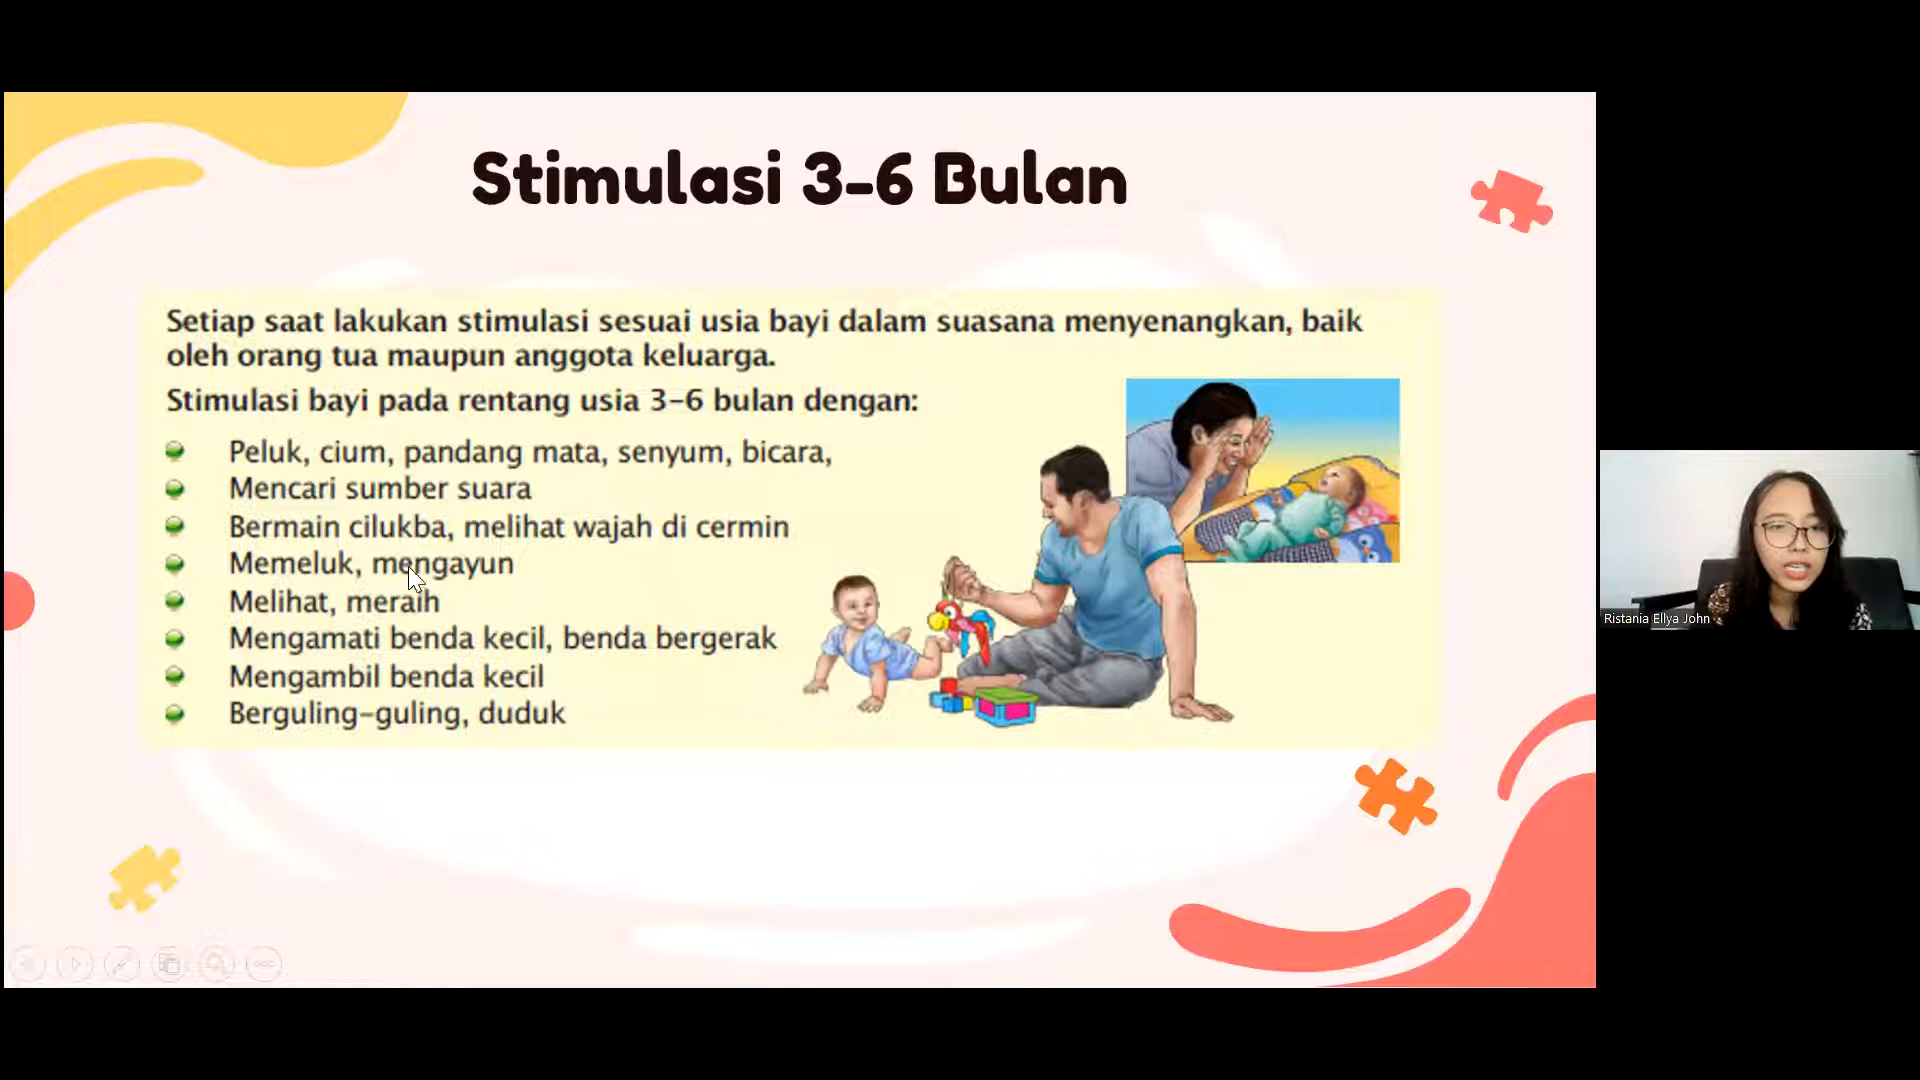 Stimulasi 3-6 Bulan
Setiap saat lakukan stimulasi sesuai usia bayi dalam suasana menyenangkan, baik
oleh orang tua maupun anggota keluarga.
Stimulasi bayi pada rentang usia 3-6 bulan dengan:
Peluk, cium, pandang mata, senyum, bicara,
Mencari sumber suara
Bermain cilukba, melihat wajah di cermin
Memeluk, mengayun
Melihat, meraih
Mengamati benda kecil, benda bergerak
Mengambil benda kecil
Berguling-guling, duduk
Ristania Ellya John